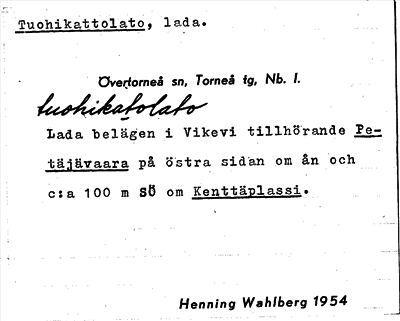 Tuohikattolato, lada.
Övertorneå sn, Torneå tg, Nb. l.
tuohikatolato
Lada belägen i Vikevi tillhörande Pe-
täjävaara på östra sidan om ån och
c:a 100 m SÖ om Kenttäplassi.
Henning Wahlberg 1954